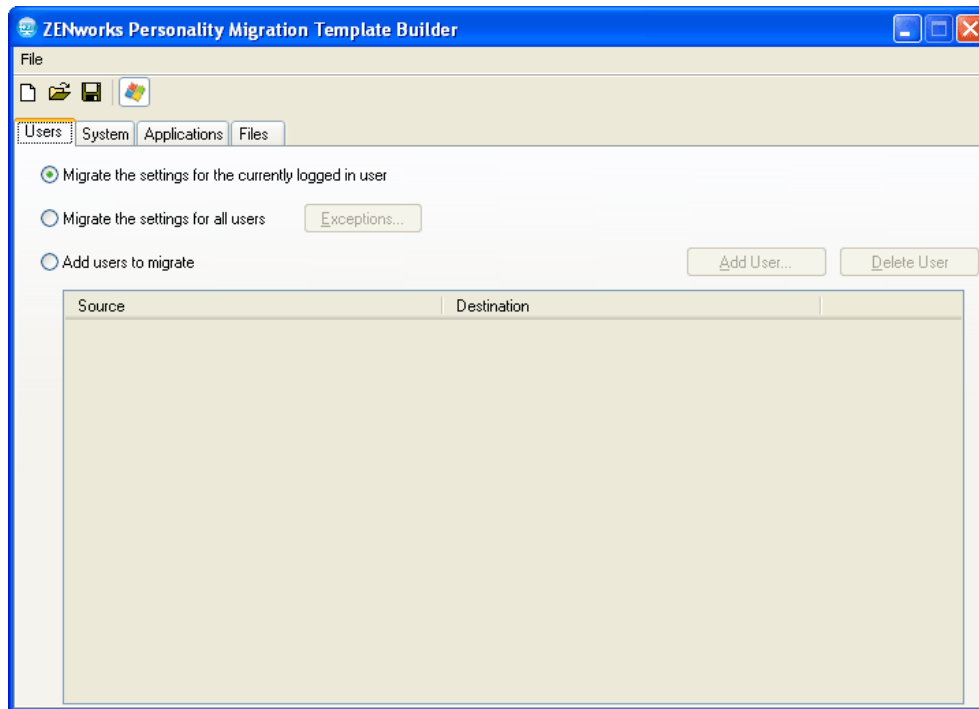 ZENworks Personality Migration Template Builder
File
Users System Applications Files
Migrate the settings for the currently logged in user
Migrate the settings for all users Exceptions...
Add users to migrate Add User... Delete User
Source Destination